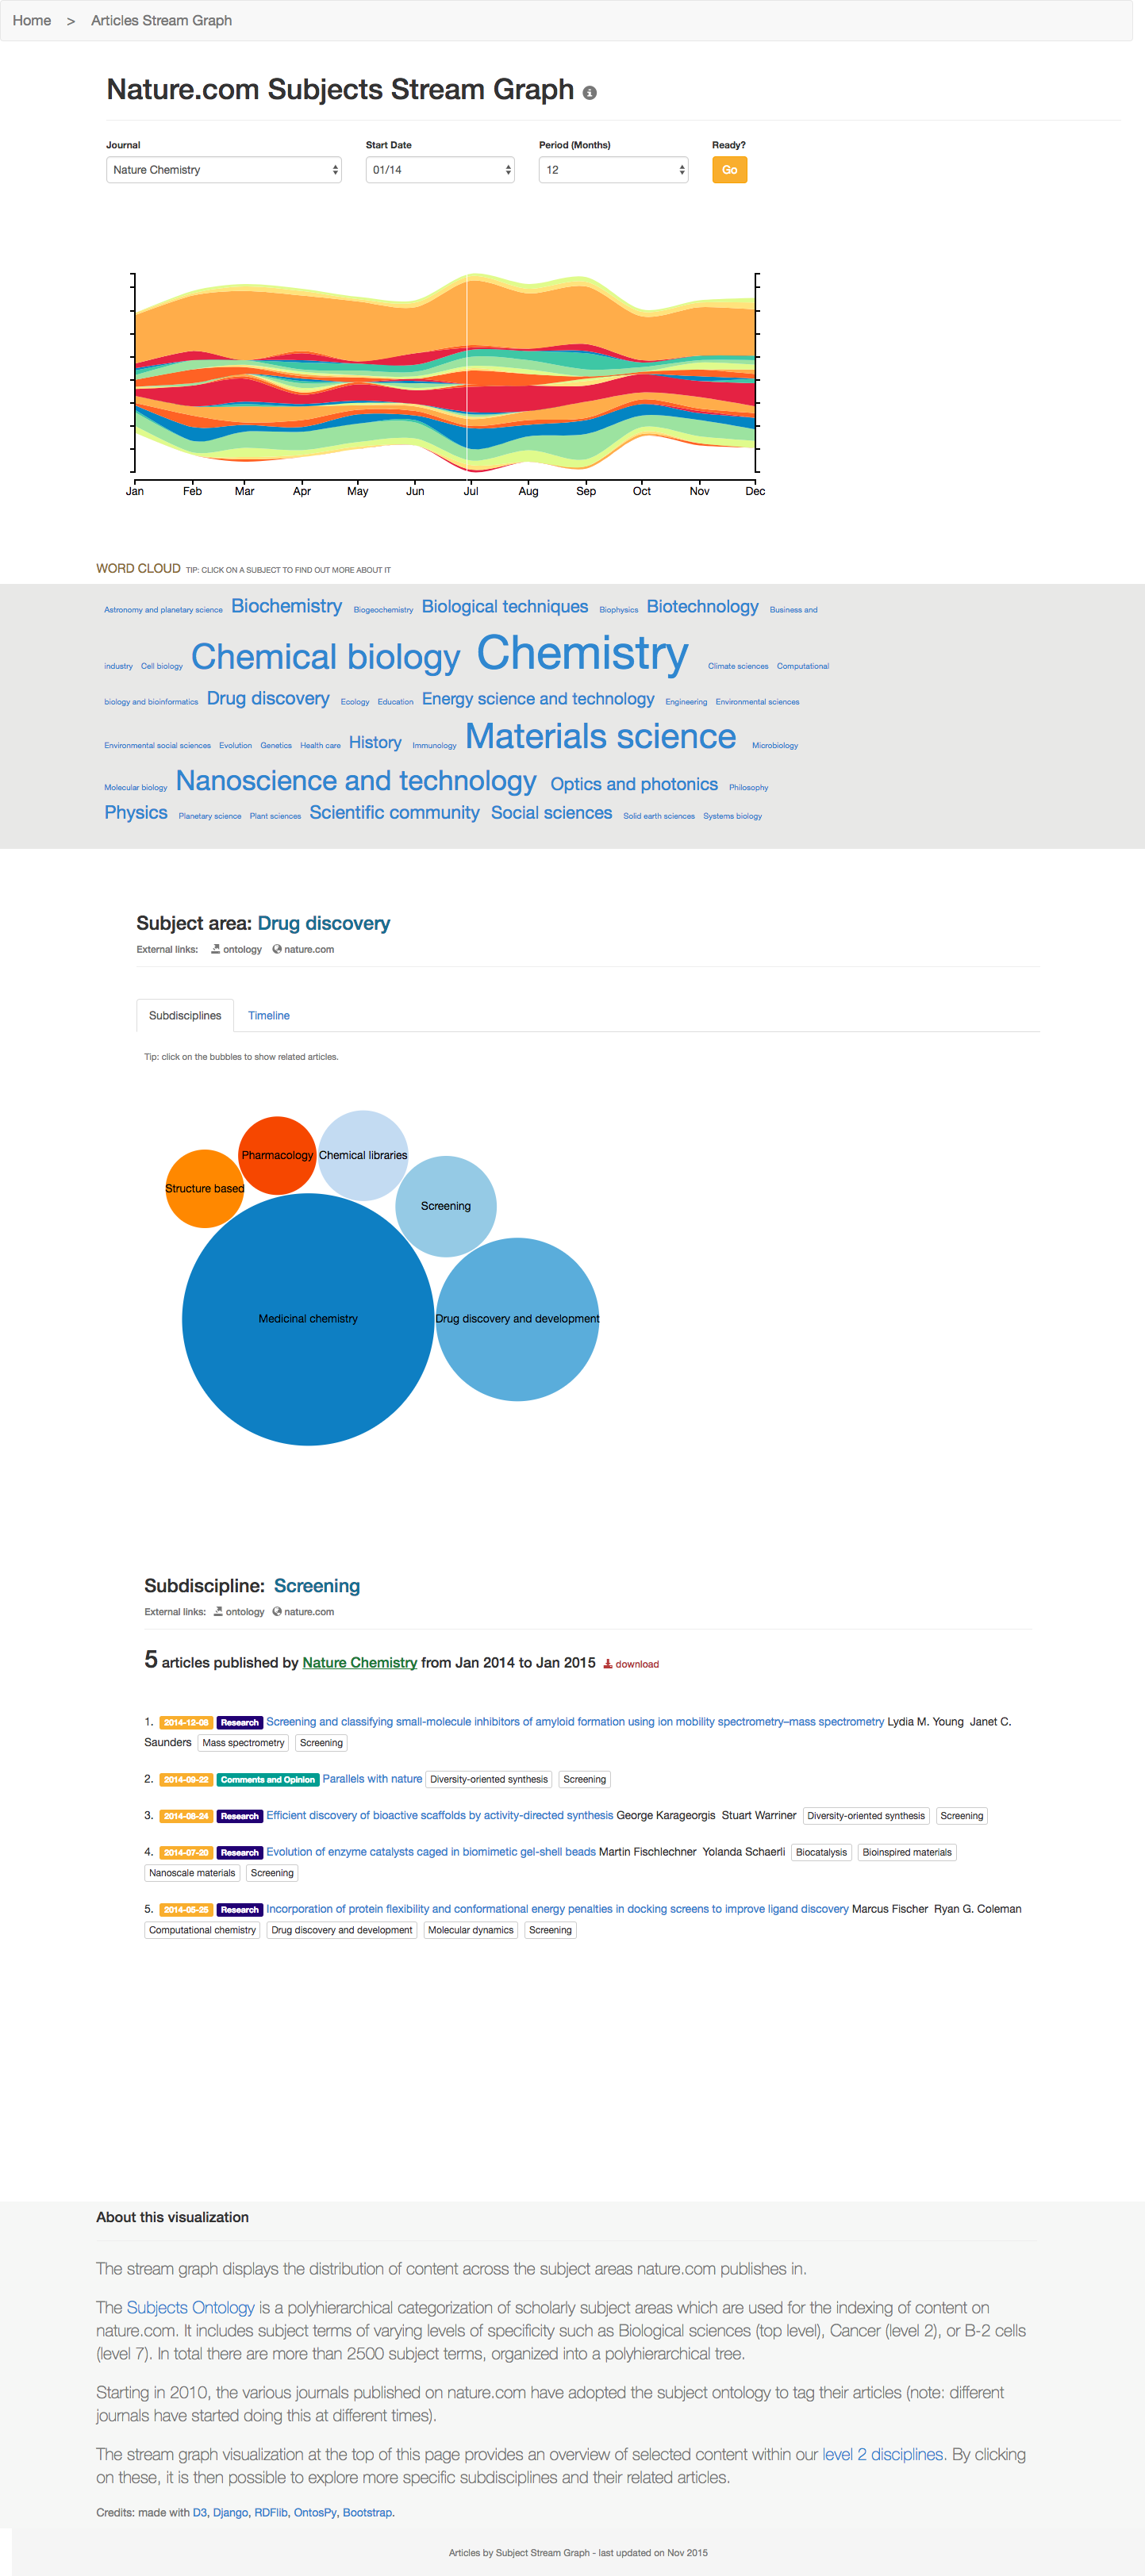 Home > Articles Stream Graph
Nature.com Subjects Stream Graph
Journal Start Date Period (Months) Ready?
Nature Chemistry 01/14 12 Go
Jan Feb Mar Apr May Jun Jul Aug Sep Oct Nov Dec
WORD CLOUD TIP: CLICK ON A SUBJECT TO FIND OUT MORE ABOUT IT
Astronomy and planetary science Biochemistry Biogeochemistry Biological techniques Biophysics Biotechnology Business and
industry Cell biology Chemical biology Chemistry Climate sciences Computational
biology and bioinformatics Drug discovery Ecology Education Energy science and technology Engineering Environmental sciences
Environmental social sciences Evolution Genetics Health care History Immunology Materials science Microbiology
Molecular biology Nanoscience and technology Optics and photonics Philosophy
Physics Planetary science Plant sciences Scientific community Social sciences Solid earth sciences Systems biology
Subject area: Drug discovery
External links: ontology nature.com
Subdisciplines Timeline
Tip: click on the bubbles to show related articles.
Pharmacology Chemical libraries
Structure based
Screening
Medicinal chemistry Drug discovery and development
Subdiscipline: Screening
External links: ontology nature.com
5 articles published by Nature Chemistry from Jan 2014 to Jan 2015 download
1. 2014-12-08 Research Screening and classifying small-molecule inhibitors of amyloid formation using ion mobility spectrometry–mass spectrometry Lydia M. Young Janet C.
Saunders Mass spectrometry Screening
2. 2014-09-22 Comments and Opinion Parallels with nature Diversity-oriented synthesis Screening
3. 2014-08-24 Research Efficient discovery of bioactive scaffolds by activity-directed synthesis George Karageorgis Stuart Warriner Diversity-oriented synthesis Screening
4. 2014-07-20 Research Evolution of enzyme catalysts caged in biomimetic gel-shell beads Martin Fischlechner Yolanda Schaerli Biocatalysis Bioinspired materials
Nanoscale materials Screening
5. 2014-05-25 Research Incorporation of protein flexibility and conformational energy penalties in docking screens to improve ligand discovery Marcus Fischer Ryan G. Coleman
Computational chemistry Drug discovery and development Molecular dynamics Screening
About this visualization
The stream graph displays the distribution of content across the subject areas nature.com publishes in.
The Subjects Ontology is a polyhierarchical categorization of scholarly subject areas which are used for the indexing of content on
nature.com. It includes subject terms of varying levels of specificity such as Biological sciences (top level), Cancer (level 2), or B-2 cells
(level 7). In total there are more than 2500 subject terms, organized into a polyhierarchical tree.
Starting in 2010, the various journals published on nature.com have adopted the subject ontology to tag their articles (note: different
journals have started doing this at different times).
The stream graph visualization at the top of this page provides an overview of selected content within our level 2 disciplines. By clicking
on these, it is then possible to explore more specific subdisciplines and their related articles.
Credits: made with D3, Django, RDFlib, OntosPy, Bootstrap.
Articles by Subject Stream Graph - last updated on Nov 2015